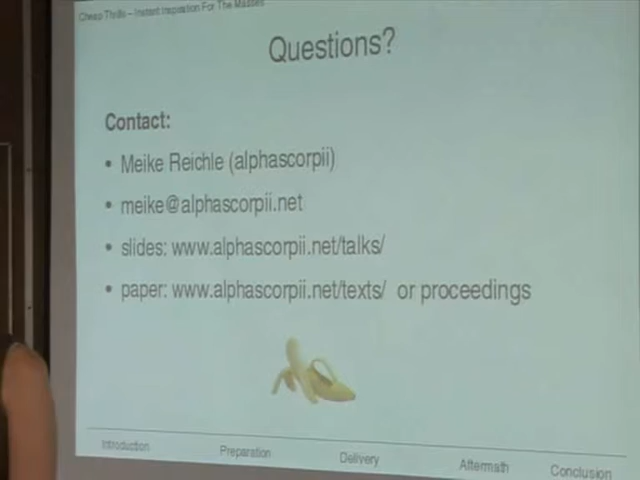 Cheap Thrills – Instant Inspiration For The Masses
Questions?
Contact:
• Meike Reichle (alphascorpii)
• meike@alphascorpii.net
• slides: www.alphascorpii.net/talks/
• paper: www.alphascorpii.net/texts/ or proceedings
Introduction Preparation Delivery Aftermath Conclusion